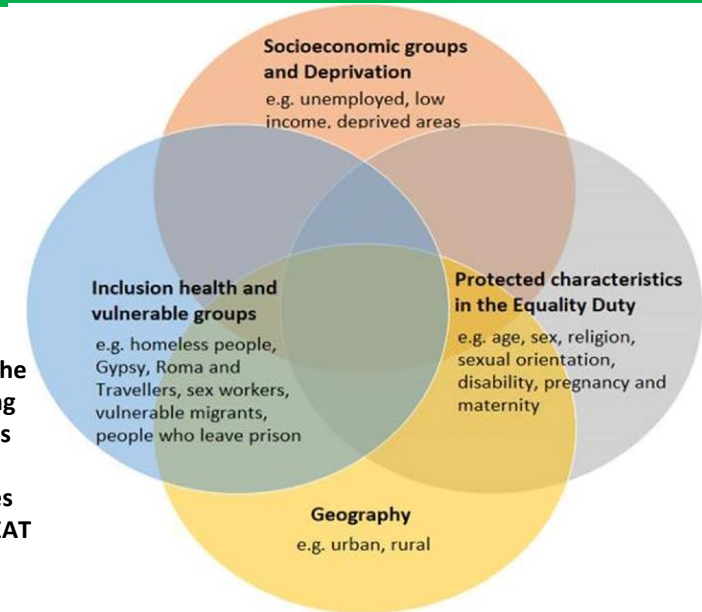 Socioeconomic groups
and Deprivation
e.g. unemployed, low
income, deprived areas
Inclusion health and
vulnerable groups
e.g. homeless people,
Gypsy, Roma and
Travellers, sex workers,
vulnerable migrants,
people who leave prison
Protected characteristics
in the Equality Duty
e.g. age, sex, religion,
sexual orientation,
disability, pregnancy and
maternity
Geography
e.g. urban, rural